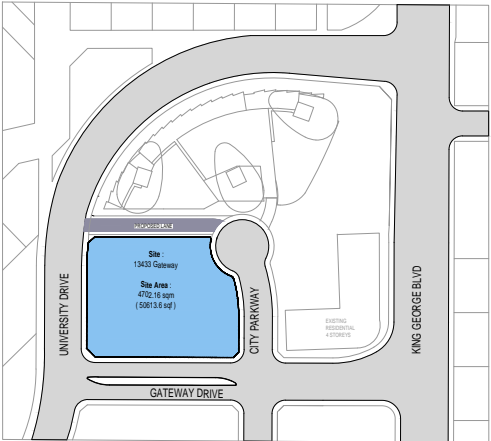 PROPOSED LANE
Site :
13433 Gateway
Site Area :
4702.16 sqm
( 50613.6 sqf )
UNIVERSITY DRIVE
CITY PARKWAY
KING GEORGE BLVD
EXISTING
RESIDENTIAL
4 STOREYS
GATEWAY DRIVE